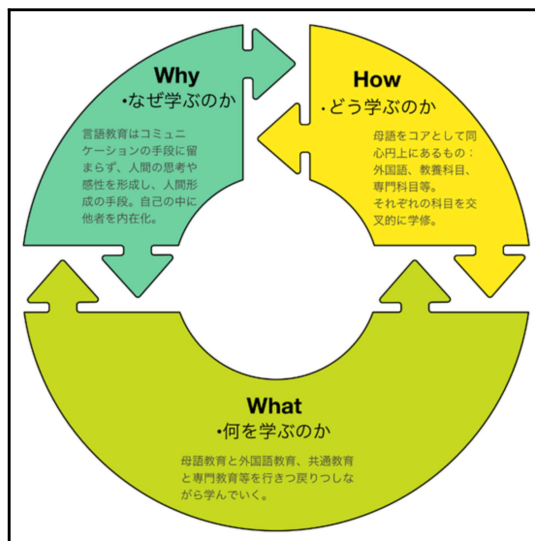 Why
・なぜ学ぶのか
言語教育はコミュニ
ケーションの手段に留
まらず、人間の思考や
感性を形成し、人間形
成の手段。自己の中に
他者を内在化。
How
・どう学ぶのか
母語をコアとして同
心円上にあるもの：
外国語、教養科目、
専門科目等。
それぞれの科目を交
叉的に学修。
What
・何を学ぶのか
母語教育と外国語教育、共通教育
と専門教育等を行きつ戻りつしな
がら学んでいく。